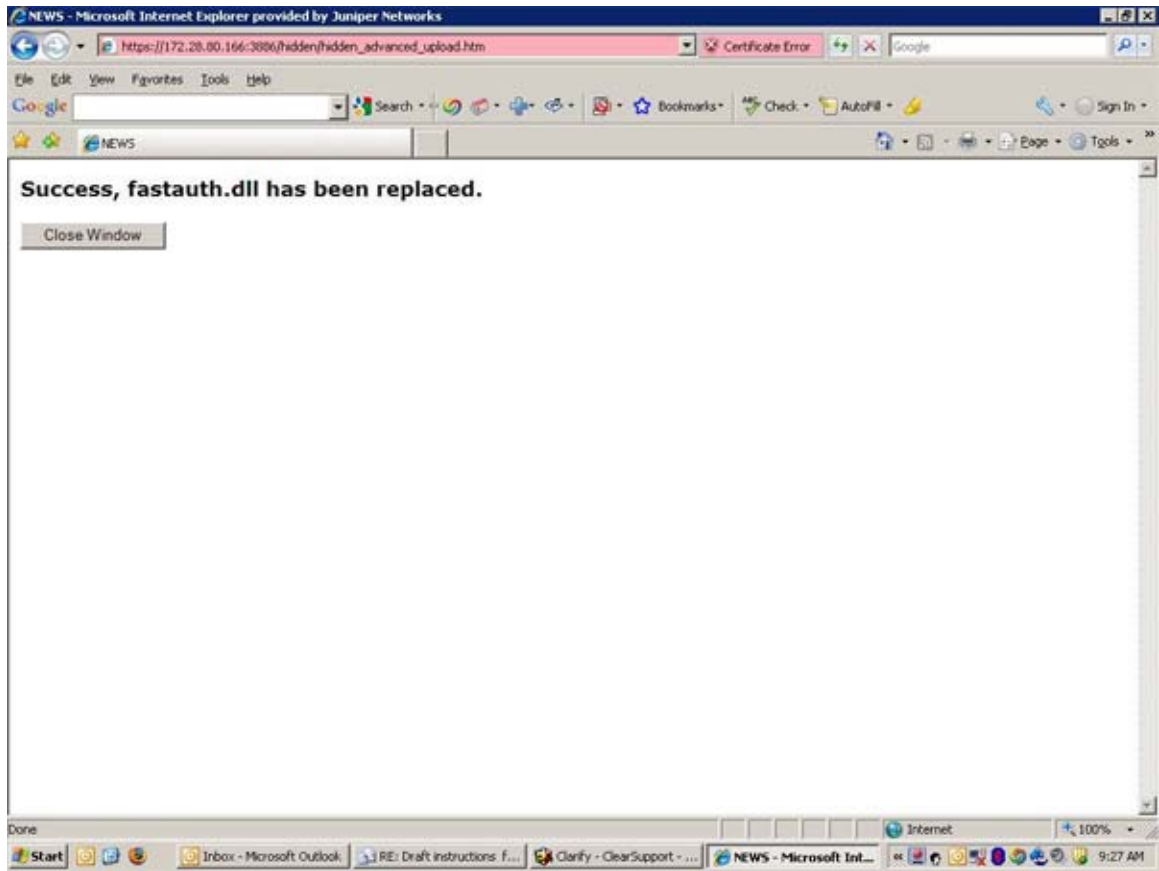 NEWS - Microsoft Internet Explorer provided by Juniper Networks
https://172.28.80.166:3886/hidden/hidden_advanced_upload.htm
Certificate Error
Google
File Edit View Favorites Tools Help
Google
Search
Bookmarks
Check
AutoFill
Sign In
NEWS
Page
Tools
Success, fastauth.dll has been replaced.
Close Window
Done
Internet
100%
Start
Inbox - Microsoft Outlook
RE: Draft instructions f...
Clarify - ClearSupport - ...
NEWS - Microsoft Int...
9:27 AM